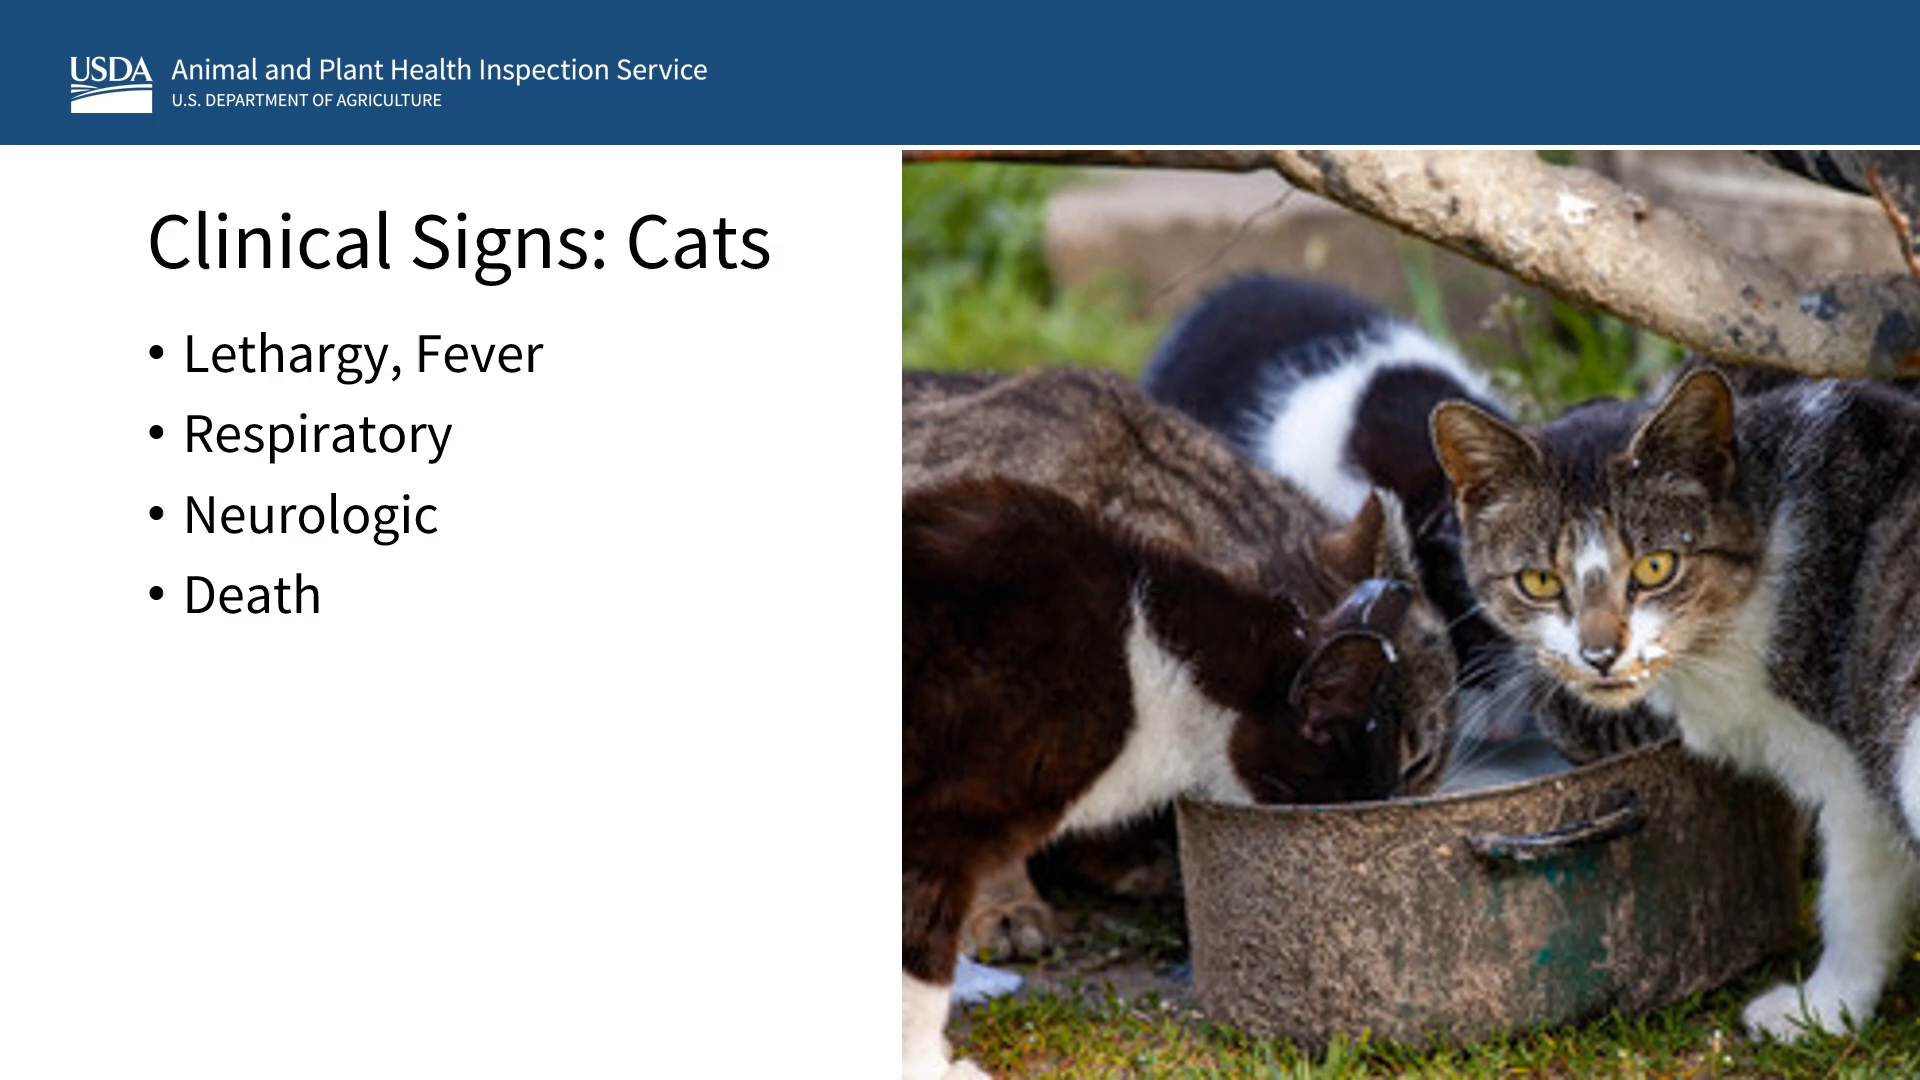 USDA
Animal and Plant Health Inspection Service
U.S. DEPARTMENT OF AGRICULTURE
Clinical Signs: Cats
• Lethargy, Fever
• Respiratory
• Neurologic
• Death